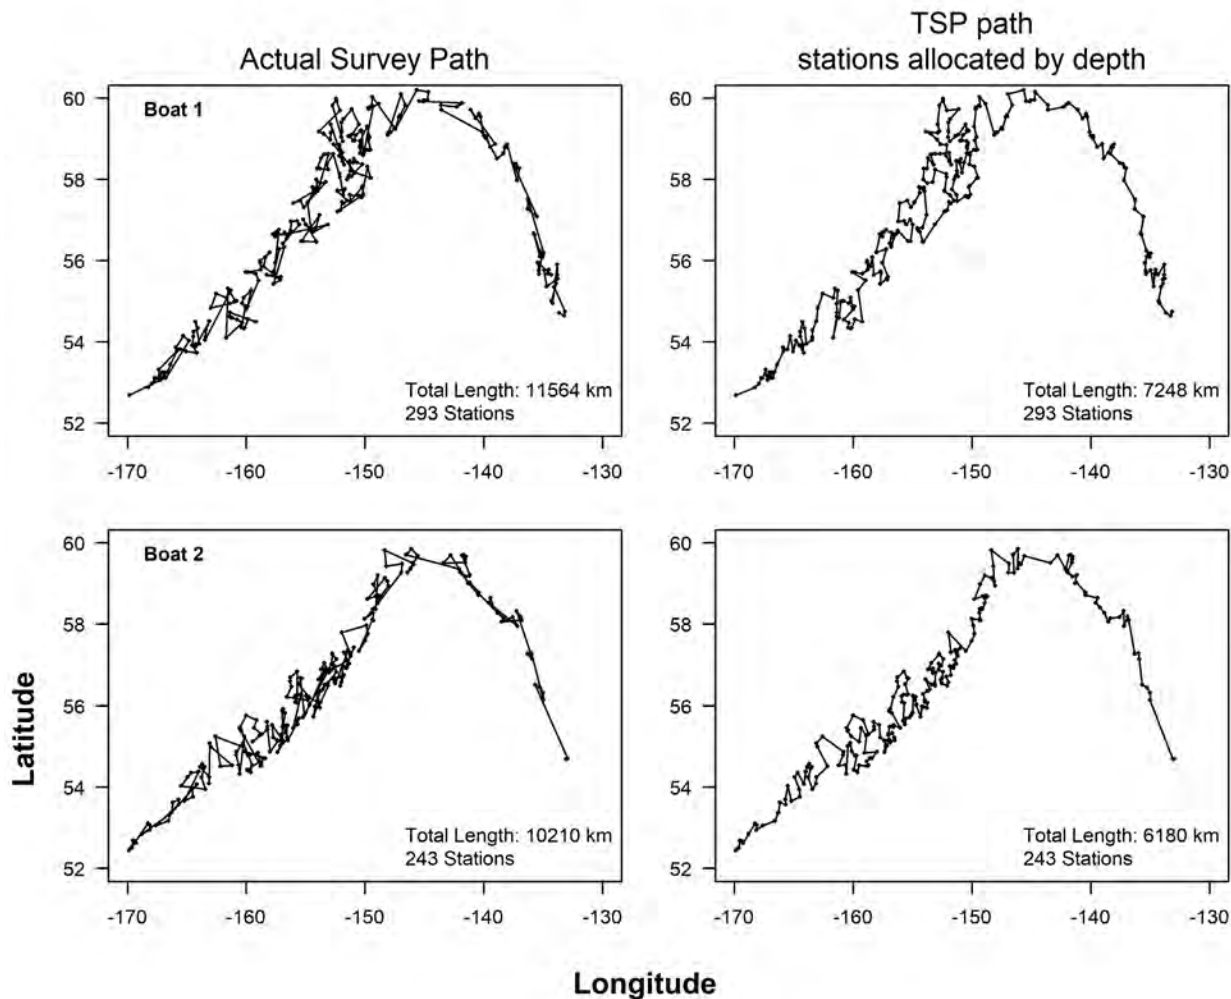 Actual Survey Path
TSP path
stations allocated by depth
Boat 1
60
58
56
54
52
Total Length: 11564 km
293 Stations
-170 -160 -150 -140 -130
Total Length: 7248 km
293 Stations
60
58
56
54
52
-170 -160 -150 -140 -130
Boat 2
60
58
56
54
52
Total Length: 10210 km
243 Stations
-170 -160 -150 -140 -130
Total Length: 6180 km
243 Stations
60
58
56
54
52
-170 -160 -150 -140 -130
Latitude
Longitude